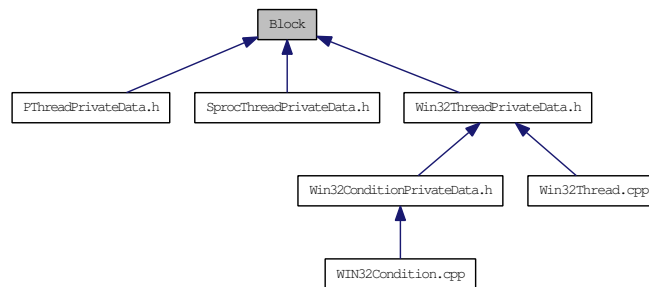 Block
PThreadPrivateData.h
SprocThreadPrivateData.h
Win32ThreadPrivateData.h
Win32ConditionPrivateData.h
Win32Thread.cpp
WIN32Condition.cpp